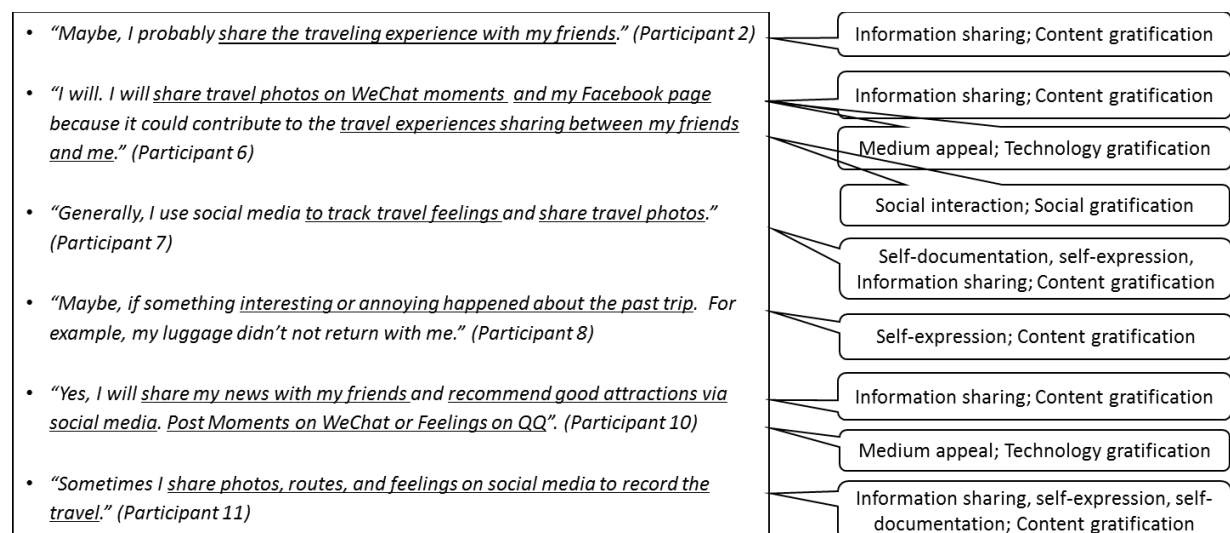 • “Maybe, I probably share the traveling experience with my friends.” (Participant 2)
• “I will. I will share travel photos on WeChat moments and my Facebook page
because it could contribute to the travel experiences sharing between my friends
and me.” (Participant 6)
• “Generally, I use social media to track travel feelings and share travel photos.”
(Participant 7)
• “Maybe, if something interesting or annoying happened about the past trip. For
example, my luggage didn’t not return with me.” (Participant 8)
• “Yes, I will share my news with my friends and recommend good attractions via
social media. Post Moments on WeChat or Feelings on QQ”. (Participant 10)
• “Sometimes I share photos, routes, and feelings on social media to record the
travel.” (Participant 11)
Information sharing; Content gratification
Information sharing; Content gratification
Medium appeal; Technology gratification
Social interaction; Social gratification
Self-documentation, self-expression,
Information sharing; Content gratification
Self-expression; Content gratification
Information sharing; Content gratification
Medium appeal; Technology gratification
Information sharing, self-expression, self-
documentation; Content gratification